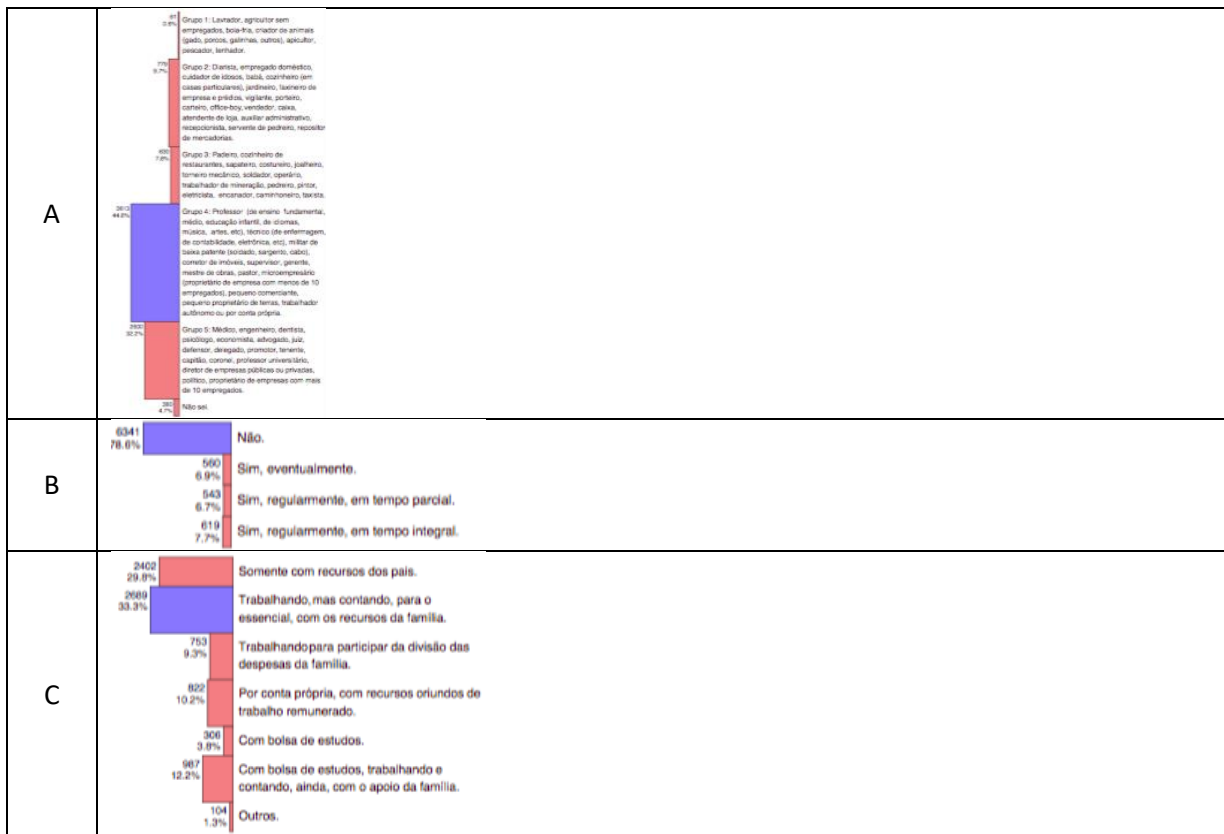 A
Grupo 1: Lavrador, agricultor sem
empregados, boia-fria, criador de animais
(gado, porcos, galinhas, outros), apicultor,
pescador, lenhador.
Grupo 2: Diarista, empregado doméstico,
cuidador de idosos, babá, cozinheiro (em
casas particulares), jardineiro, faxineiro de
empresa e prédios, vigilante, porteiro,
carteiro, office-boy, vendedor, caixa,
atendente de loja, auxiliar administrativo,
recepcionista, servente de pedreiro, repositor
de mercadorias.
7.8%
Grupo 3: Padeiro, cozinheiro de
restaurantes, sapateiro, costureiro, joalheiro,
torneiro mecânico, soldador, operário,
trabalhador de mineração, pedreiro, pintor,
eletricista, encanador, caminhoneiro, taxista.
3613
44.8%
Grupo 4: Professor (de ensino fundamental,
médio, educação infantil, de idiomas,
música, artes, etc), técnico (de enfermagem,
de contabilidade, eletrônica, etc), militar de
baixa patente (soldado, sargento, cabo),
corretor de imóveis, supervisor, gerente,
mestre de obras, pastor, microempresário
(proprietário de empresa com menos de 10
empregados), pequeno comerciante,
pequeno proprietário de terras, trabalhador
autônomo ou por conta própria.
2600
32.2%
Grupo 5: Médico, engenheiro, dentista,
psicólogo, economista, advogado, juiz,
defensor, delegado, promotor, tenente,
capitão, coronel, professor universitário,
diretor de empresas públicas ou privadas,
político, proprietário de empresas com mais
de 10 empregados.
4.7%
Não sei.
B
6341
78.6%
Não.
560
6.9%
Sim, eventualmente.
543
6.7%
Sim, regularmente, em tempo parcial.
619
7.7%
Sim, regularmente, em tempo integral.
C
2402
29.8%
Somente com recursos dos pais.
2689
33.3%
Trabalhando, mas contando, para o
essencial, com os recursos da família.
753
9.3%
Trabalhando para participar da divisão das
despesas da família.
822
10.2%
Por conta própria, com recursos oriundos de
trabalho remunerado.
306
3.8%
Com bolsa de estudos.
987
12.2%
Com bolsa de estudos, trabalhando e
contando, ainda, com o apoio da família.
104
1.3%
Outros.